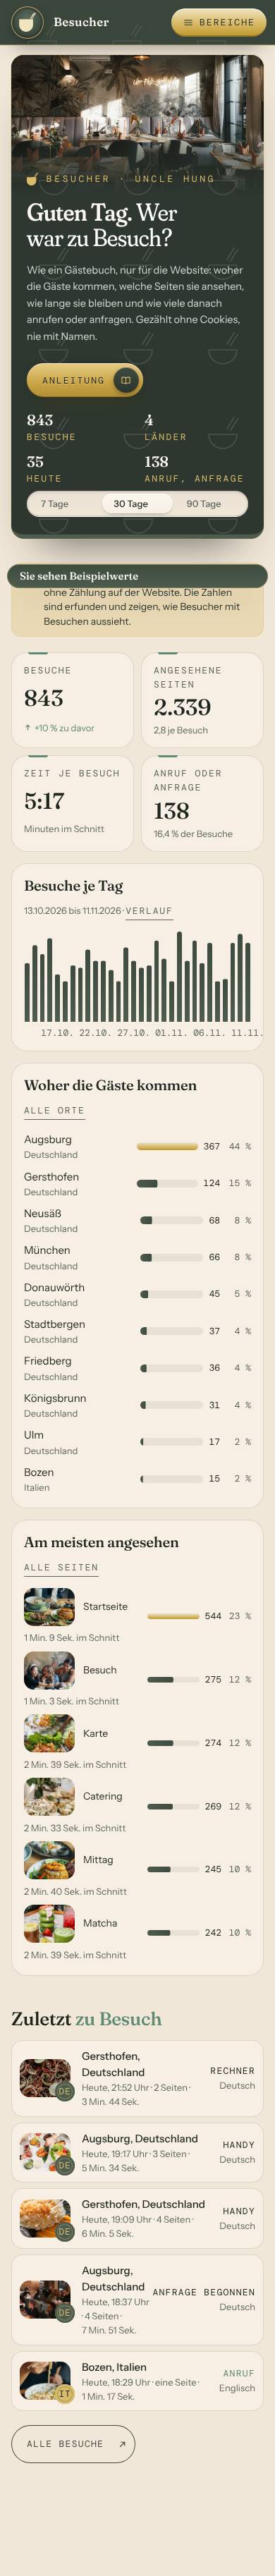 Besucher
BEREICHE
BESUCHER · UNCLE HUNG
Guten Tag. Wer
war zu Besuch?
Wie ein Gästebuch, nur für die Website: woher
die Gäste kommen, welche Seiten sie ansehen,
wie lange sie bleiben und wie viele danach
anrufen oder anfragen. Gezählt ohne Cookies,
nie mit Namen.
ANLEITUNG
843
BESUCHE
4
LÄNDER
35
HEUTE
138
ANRUF, ANFRAGE
7 Tage
30 Tage
90 Tage
Sie sehen Beispielwerte
ohne Zählung auf der Website. Die Zahlen
sind erfunden und zeigen, wie Besucher mit
Besuchen aussieht.
BESUCHE
843
↑ +10 % zu davor
ANGESEHENE
SEITEN
2.339
2,8 je Besuch
ZEIT JE BESUCH
5:17
Minuten im Schnitt
ANRUF ODER
ANFRAGE
138
16,4 % der Besuche
Besuche je Tag
13.10.2026 bis 11.11.2026 · VERLAUF
17.10. 22.10. 27.10. 01.11. 06.11. 11.11.
Woher die Gäste kommen
ALLE ORTE
Augsburg
Deutschland
367 44 %
Gersthofen
Deutschland
124 15 %
Neusäß
Deutschland
68 8 %
München
Deutschland
66 8 %
Donauwörth
Deutschland
45 5 %
Stadtbergen
Deutschland
37 4 %
Friedberg
Deutschland
36 4 %
Königsbrunn
Deutschland
31 4 %
Ulm
Deutschland
17 2 %
Bozen
Italien
15 2 %
Am meisten angesehen
ALLE SEITEN
Startseite
544 23 %
1 Min. 9 Sek. im Schnitt
Besuch
275 12 %
1 Min. 3 Sek. im Schnitt
Karte
274 12 %
2 Min. 39 Sek. im Schnitt
Catering
269 12 %
2 Min. 33 Sek. im Schnitt
Mittag
245 10 %
2 Min. 40 Sek. im Schnitt
Matcha
242 10 %
2 Min. 39 Sek. im Schnitt
Zuletzt zu Besuch
DE
Gersthofen,
Deutschland
Heute, 21:52 Uhr · 2 Seiten ·
3 Min. 44 Sek.
RECHNER
Deutsch
DE
Augsburg, Deutschland
Heute, 19:17 Uhr · 3 Seiten ·
5 Min. 34 Sek.
HANDY
Deutsch
DE
Gersthofen, Deutschland
Heute, 19:09 Uhr · 4 Seiten ·
6 Min. 5 Sek.
HANDY
Deutsch
DE
Augsburg,
Deutschland
Heute, 18:37 Uhr
· 4 Seiten ·
7 Min. 51 Sek.
ANFRAGE BEGONNEN
Deutsch
IT
Bozen, Italien
Heute, 18:29 Uhr · eine Seite ·
1 Min. 17 Sek.
ANRUF
Englisch
ALLE BESUCHE ↗